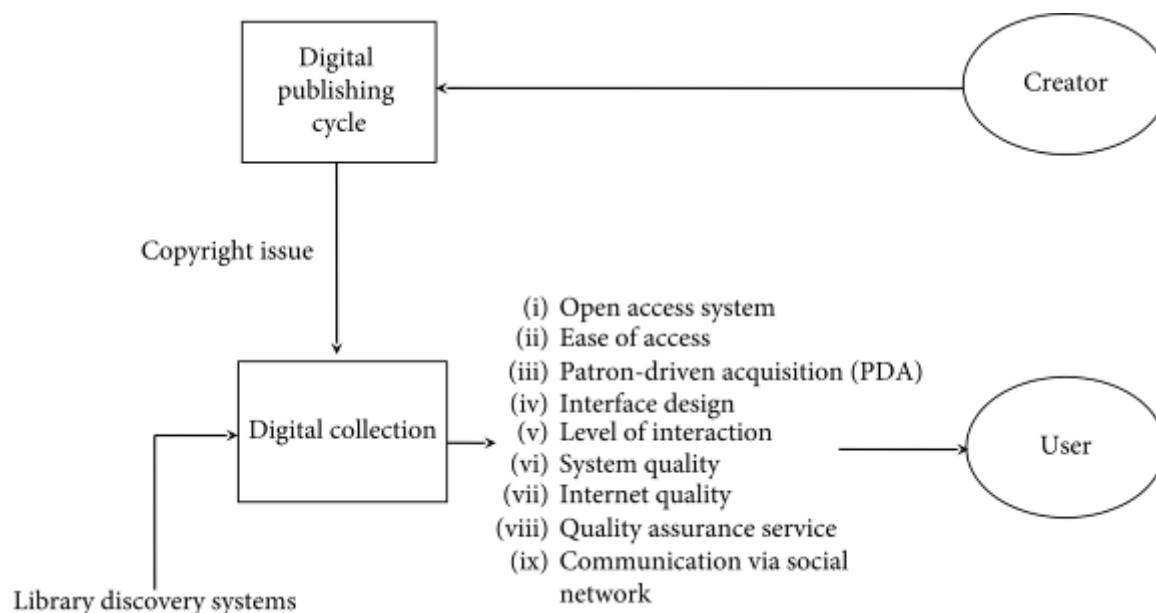 Digital
publishing
cycle
Creator
Copyright issue
(i) Open access system
(ii) Ease of access
(iii) Patron-driven acquisition (PDA)
(iv) Interface design
(v) Level of interaction
(vi) System quality
(vii) Internet quality
(viii) Quality assurance service
(ix) Communication via social
network
Digital collection
User
Library discovery systems